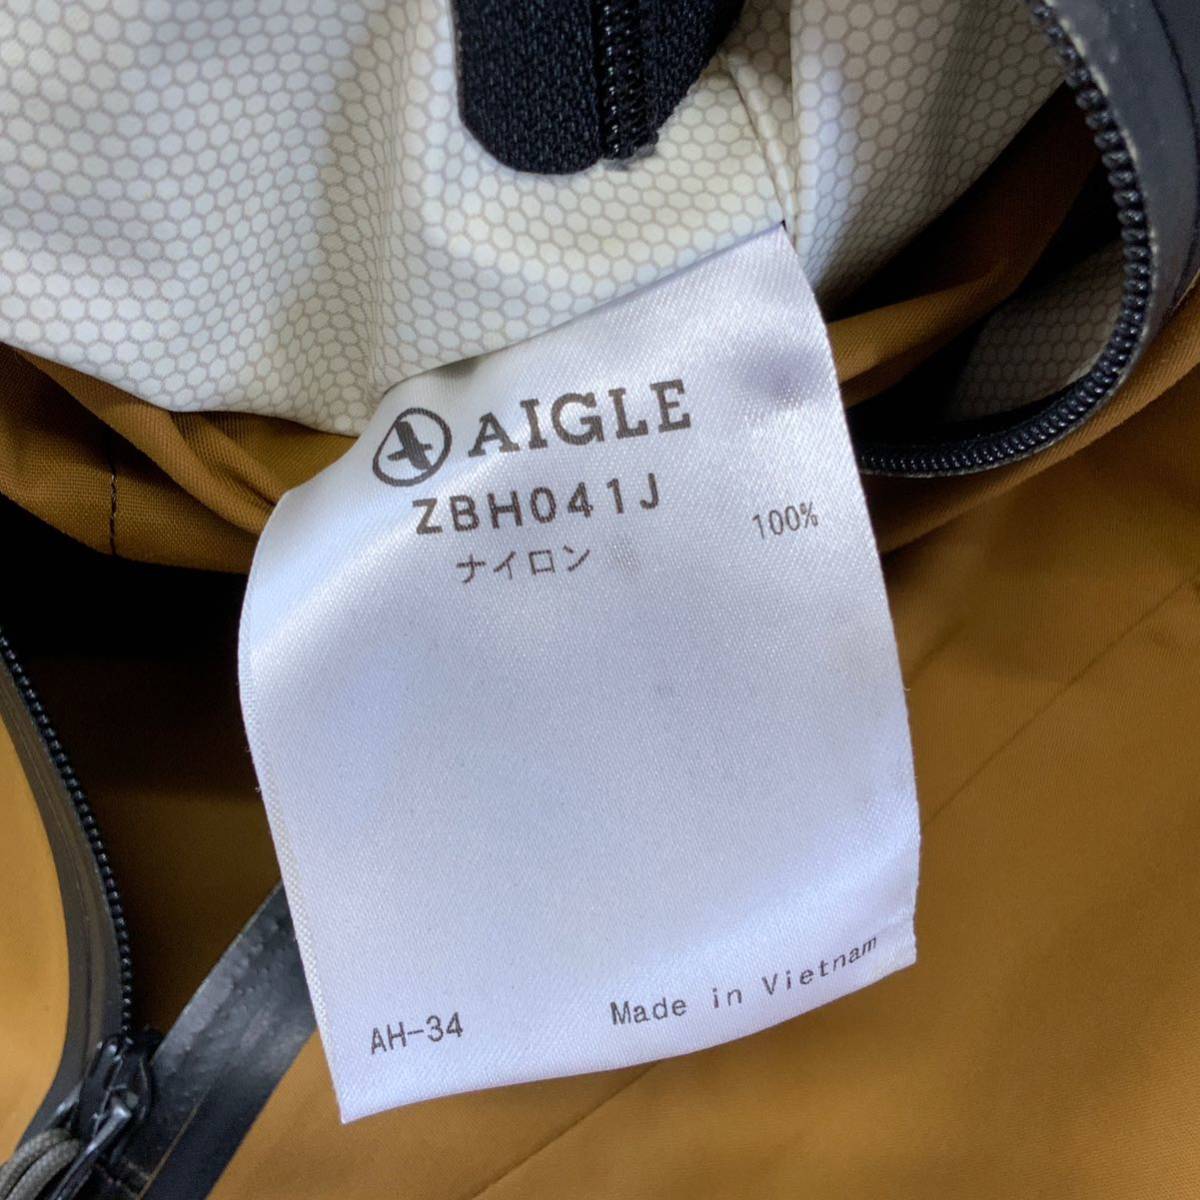 AIGLE
ZBH041J
ナイロン 100%
AH-34 Made in Vietnam